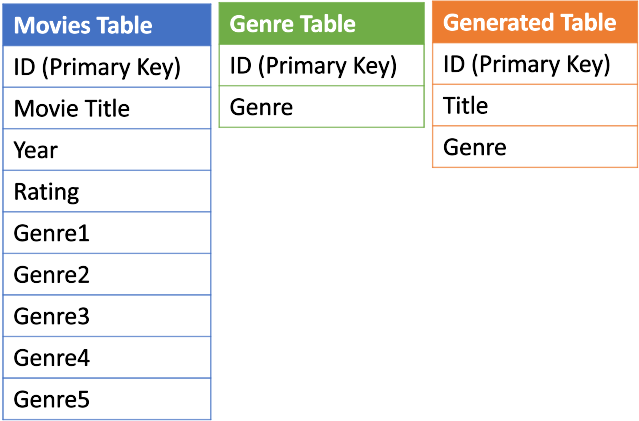 Movies Table
ID (Primary Key)
Movie Title
Year
Rating
Genre1
Genre2
Genre3
Genre4
Genre5
Genre Table
ID (Primary Key)
Genre
Generated Table
ID (Primary Key)
Title
Genre